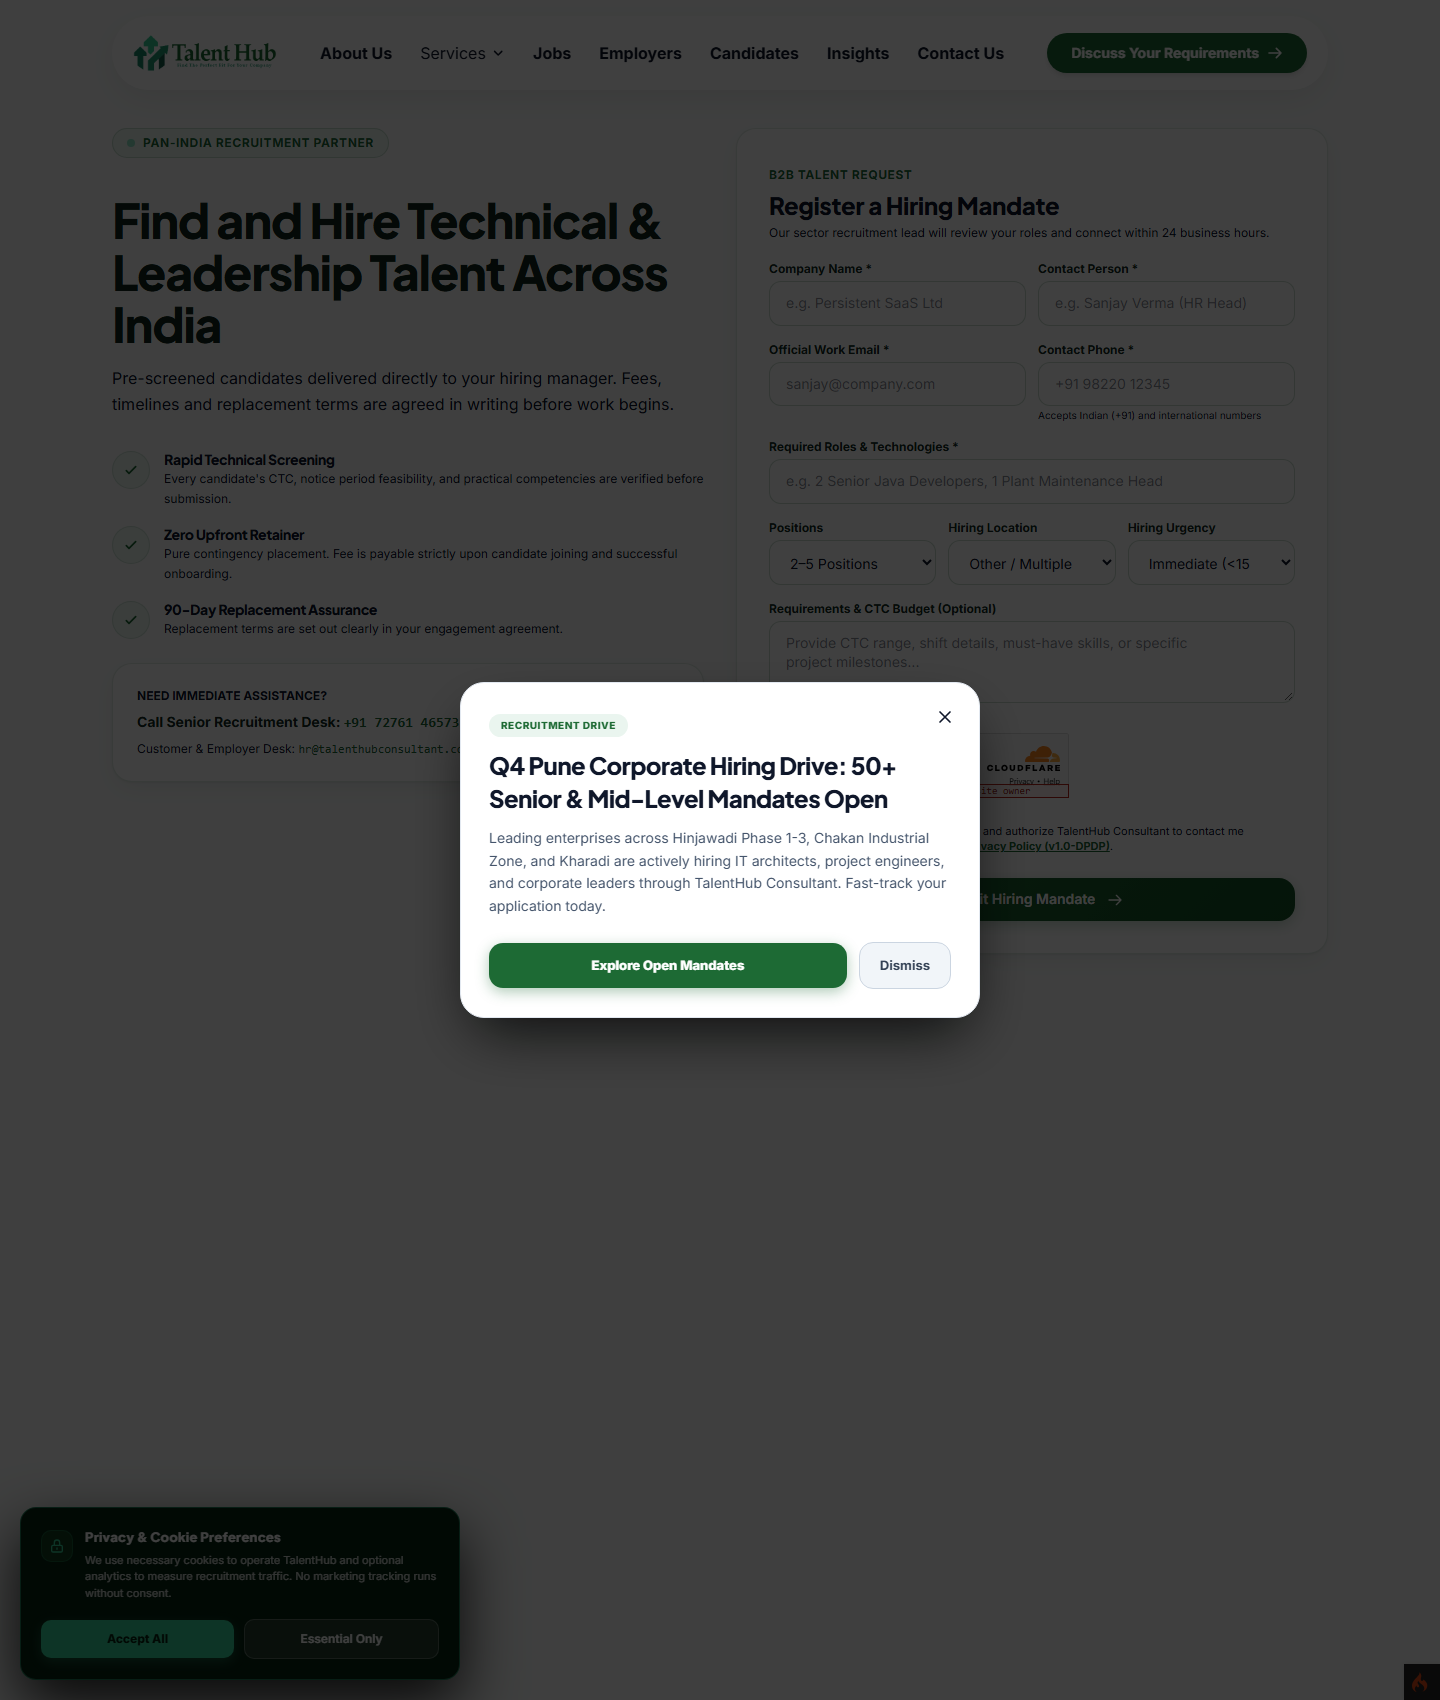 Talent Hub
About Us
Services
Jobs
Employers
Candidates
Insights
Contact Us
Discuss Your Requirements
PAN-INDIA RECRUITMENT PARTNER
Find and Hire Technical &
Leadership Talent Across
India
Pre-screened candidates delivered directly to your hiring manager. Fees,
timelines and replacement terms are agreed in writing before work begins.
Rapid Technical Screening
Every candidate's CTC, notice period feasibility, and practical competencies are verified before
submission.
Zero Upfront Retainer
Pure contingency placement. Fee is payable strictly upon candidate joining and successful
onboarding.
90-Day Replacement Assurance
Replacement terms are set out clearly in your engagement agreement.
NEED IMMEDIATE ASSISTANCE?
Call Senior Recruitment Desk: +91 72761 46573
Customer & Employer Desk: hr@talenthubconsultant.co
B2B TALENT REQUEST
Register a Hiring Mandate
Our sector recruitment lead will review your roles and connect within 24 business hours.
Company Name *
Contact Person *
e.g. Persistent SaaS Ltd
e.g. Sanjay Verma (HR Head)
Official Work Email *
Contact Phone *
sanjay@company.com
+91 98220 12345
Accepts Indian (+91) and international numbers
Required Roles & Technologies *
e.g. 2 Senior Java Developers, 1 Plant Maintenance Head
Positions
Hiring Location
Hiring Urgency
2–5 Positions
Other / Multiple
Immediate (<15
Requirements & CTC Budget (Optional)
Provide CTC range, shift details, must-have skills, or specific
project milestones...
CLOUDFLARE
Privacy • Help
ite owner
and authorize TalentHub Consultant to contact me
vacy Policy (v1.0-DPDP).
it Hiring Mandate
RECRUITMENT DRIVE
Q4 Pune Corporate Hiring Drive: 50+
Senior & Mid-Level Mandates Open
Leading enterprises across Hinjawadi Phase 1-3, Chakan Industrial
Zone, and Kharadi are actively hiring IT architects, project engineers,
and corporate leaders through TalentHub Consultant. Fast-track your
application today.
Explore Open Mandates
Dismiss
Privacy & Cookie Preferences
We use necessary cookies to operate TalentHub and optional
analytics to measure recruitment traffic. No marketing tracking runs
without consent.
Accept All
Essential Only